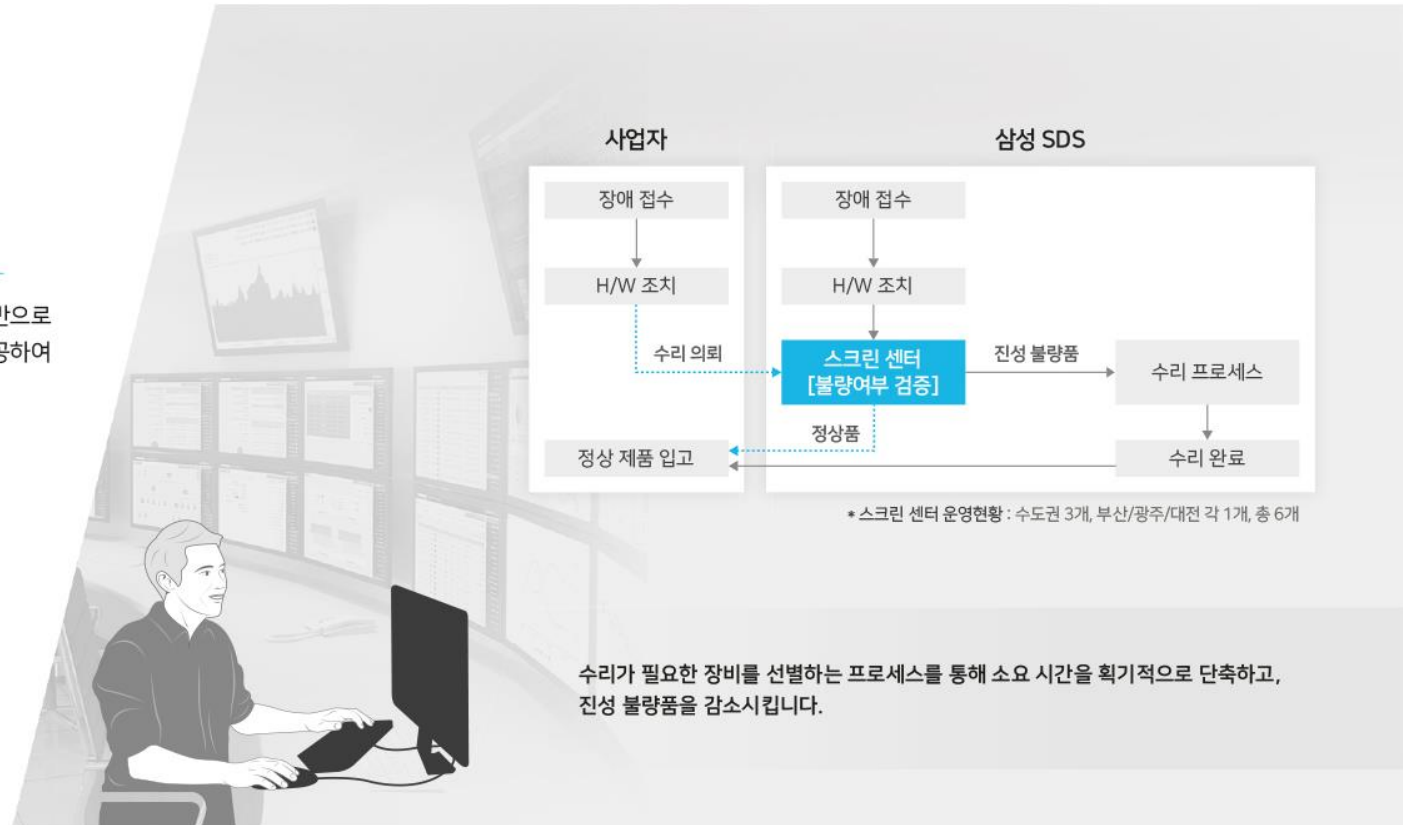 반으로
공하여
사업자
삼성 SDS
장애 접수
장애 접수
H/W 조치
H/W 조치
수리 의뢰
스크린 센터
[불량여부 검증]
진성 불량품
수리 프로세스
정상품
정상 제품 입고
수리 완료
* 스크린 센터 운영현황 : 수도권 3개, 부산/광주/대전 각 1개, 총 6개
수리가 필요한 장비를 선별하는 프로세스를 통해 소요 시간을 획기적으로 단축하고,
진성 불량품을 감소시킵니다.